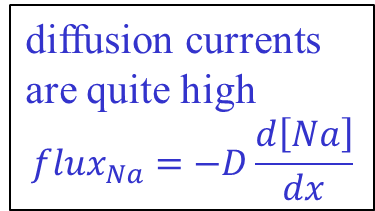 diffusion currents
are quite high
flux_Na = −D d[Na]/dx